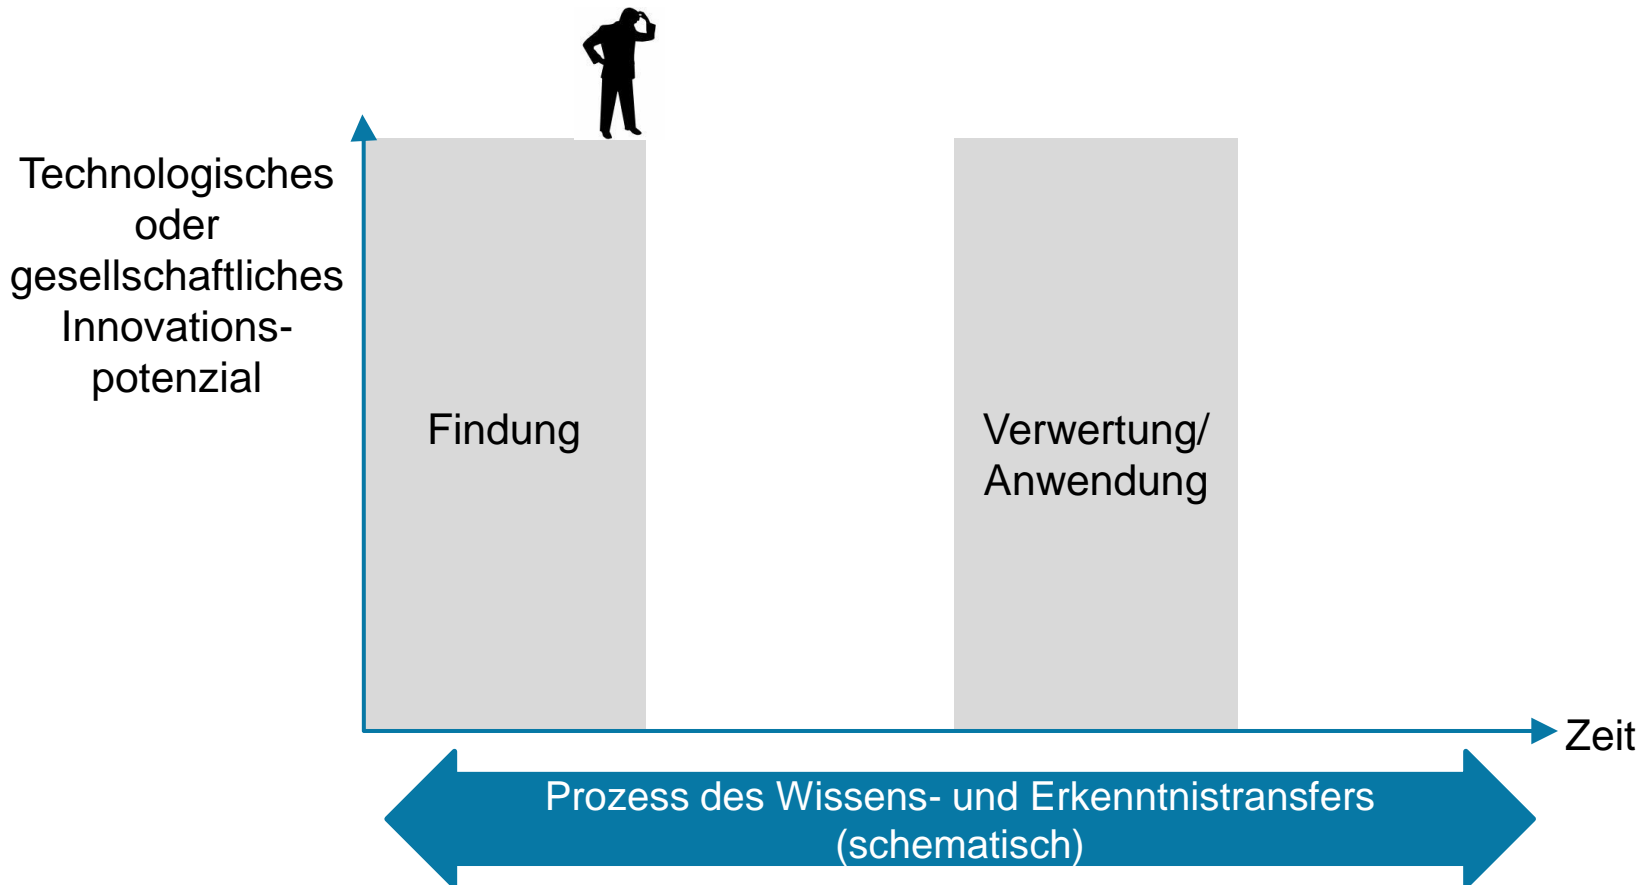 Technologisches
oder
gesellschaftliches
Innovations-
potenzial
Findung
Verwertung/
Anwendung
Zeit
Prozess des Wissens- und Erkenntnistransfers
(schematisch)